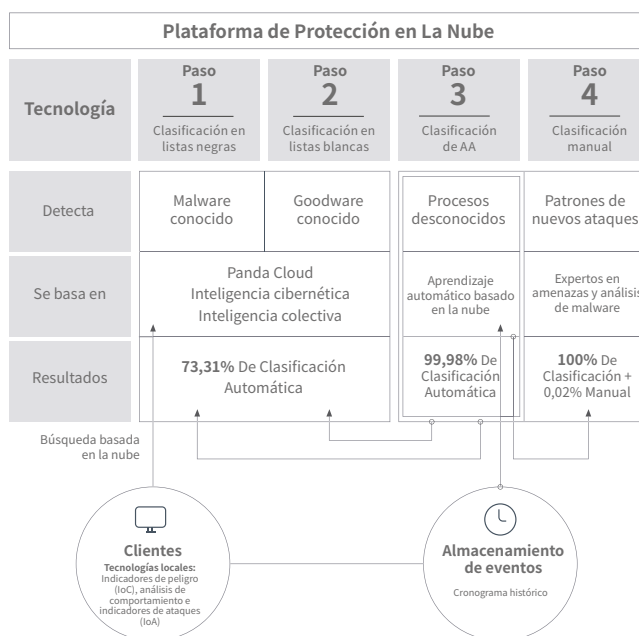 Plataforma de Protección en La Nube
Tecnología
Paso
1
Clasificación en
listas negras
Paso
2
Clasificación en
listas blancas
Paso
3
Clasificación
de AA
Paso
4
Clasificación
manual
Detecta
Malware
conocido
Goodware
conocido
Procesos
desconocidos
Patrones de
nuevos ataques
Se basa en
Panda Cloud
Inteligencia cibernética
Inteligencia colectiva
Aprendizaje
automático basado
en la nube
Expertos en
amenazas y análisis
de malware
Resultados
73,31% De Clasificación
Automática
99,98% De
Clasificación
Automática
100% De
Clasificación +
0,02% Manual
Búsqueda basada
en la nube
Clientes
Tecnologías locales:
Indicadores de peligro
(IoC), análisis de
comportamiento e
indicadores de ataques
(IoA)
Almacenamiento
de eventos
Cronograma histórico